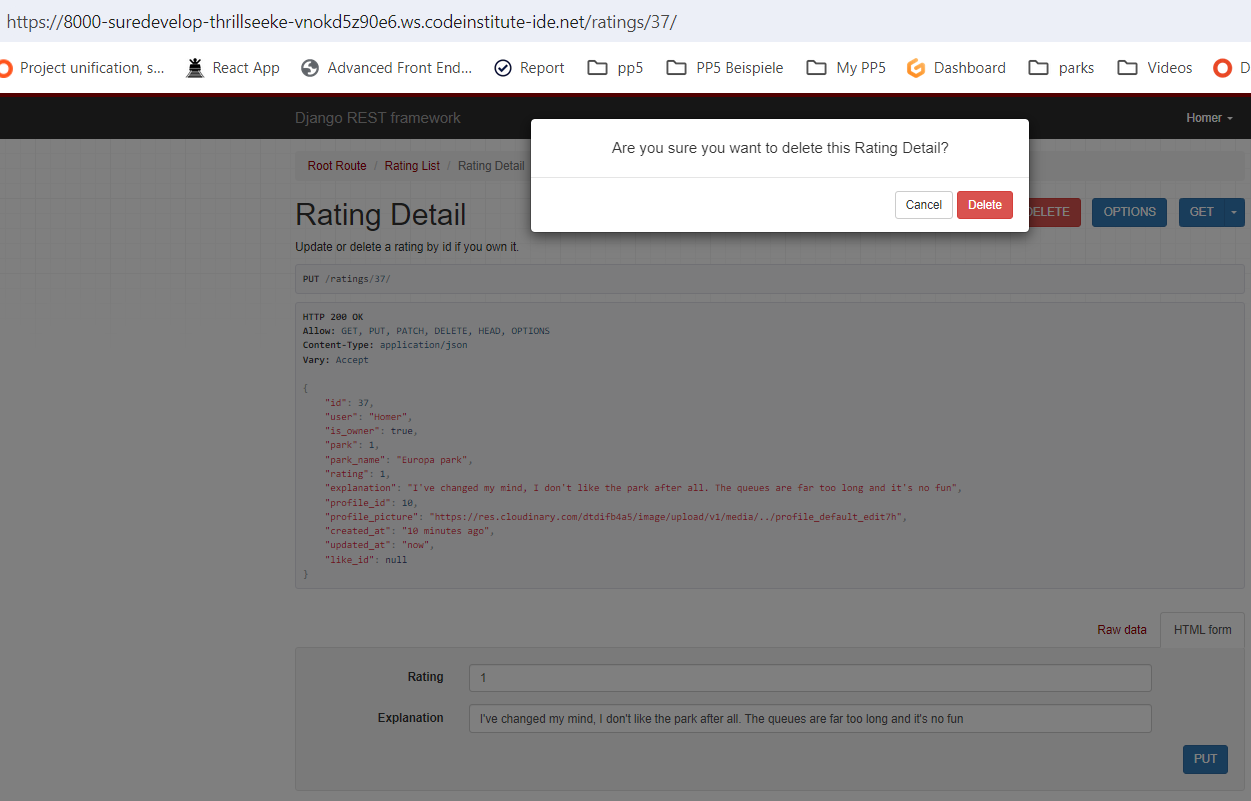 https://8000-suredevelop-thrillseeke-vnokd5z90e6.ws.codeinstitute-ide.net/ratings/37/
Project unification, s... React App Advanced Front End... Report pp5 PP5 Beispiele My PP5 Dashboard parks Videos D
Django REST framework Homer
Are you sure you want to delete this Rating Detail?
Cancel Delete
Root Route / Rating List / Rating Detail
Rating Detail
DELETE OPTIONS GET
Update or delete a rating by id if you own it.
PUT /ratings/37/
HTTP 200 OK
Allow: GET, PUT, PATCH, DELETE, HEAD, OPTIONS
Content-Type: application/json
Vary: Accept
{
"id": 37,
"user": "Homer",
"is_owner": true,
"park": 1,
"park_name": "Europa park",
"rating": 1,
"explanation": "I've changed my mind, I don't like the park after all. The queues are far too long and it's no fun",
"profile_id": 10,
"profile_picture": "https://res.cloudinary.com/dtdifb4a5/image/upload/v1/media/../profile_default_edit7h",
"created_at": "10 minutes ago",
"updated_at": "now",
"like_id": null
}
Raw data HTML form
Rating 1
Explanation I've changed my mind, I don't like the park after all. The queues are far too long and it's no fun
PUT